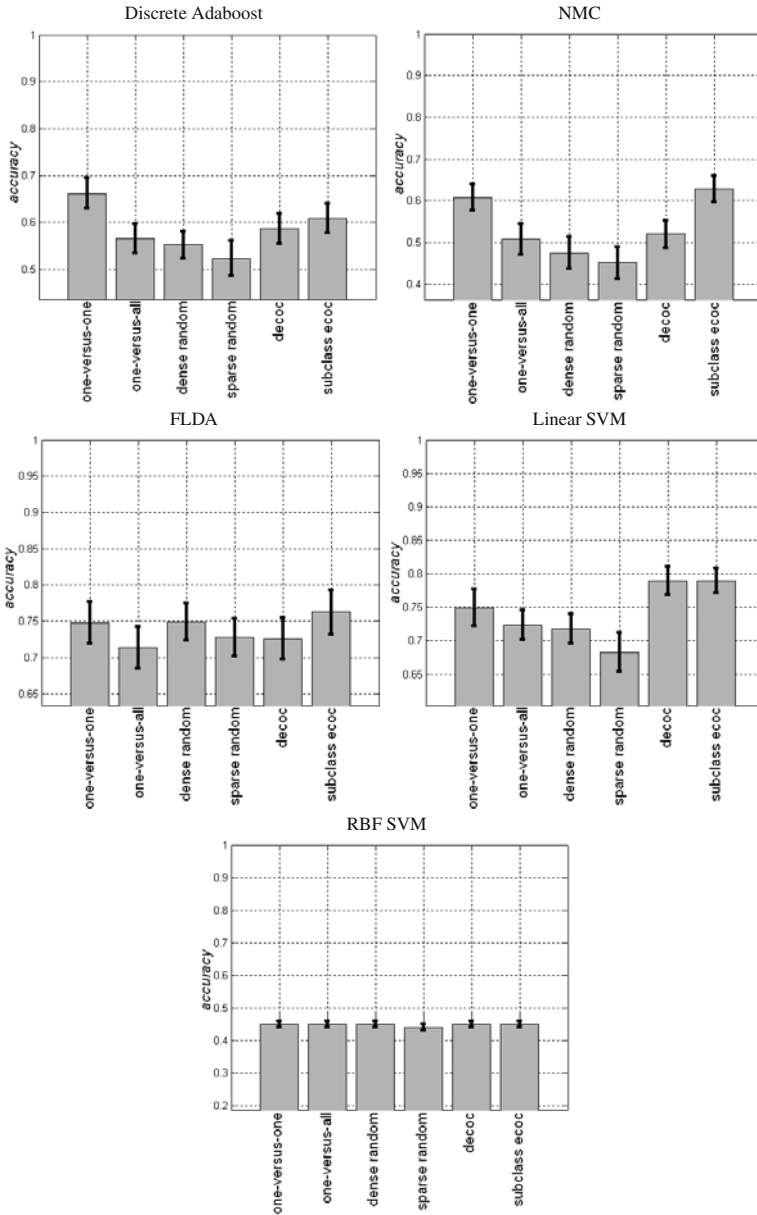 Discrete Adaboost
1
0.9
0.8
0.7
0.6
0.5
accuracy
one-versus-one
one-versus-all
dense random
sparse random
decoc
subclass ecoc
NMC
1
0.9
0.8
0.7
0.6
0.5
0.4
accuracy
one-versus-one
one-versus-all
dense random
sparse random
decoc
subclass ecoc
FLDA
1
0.95
0.9
0.85
0.8
0.75
0.7
0.65
accuracy
one-versus-one
one-versus-all
dense random
sparse random
decoc
subclass ecoc
Linear SVM
1
0.95
0.9
0.85
0.8
0.75
0.7
0.65
accuracy
one-versus-one
one-versus-all
dense random
sparse random
decoc
subclass ecoc
RBF SVM
1
0.9
0.8
0.7
0.6
0.5
0.4
0.3
0.2
accuracy
one-versus-one
one-versus-all
dense random
sparse random
decoc
subclass ecoc